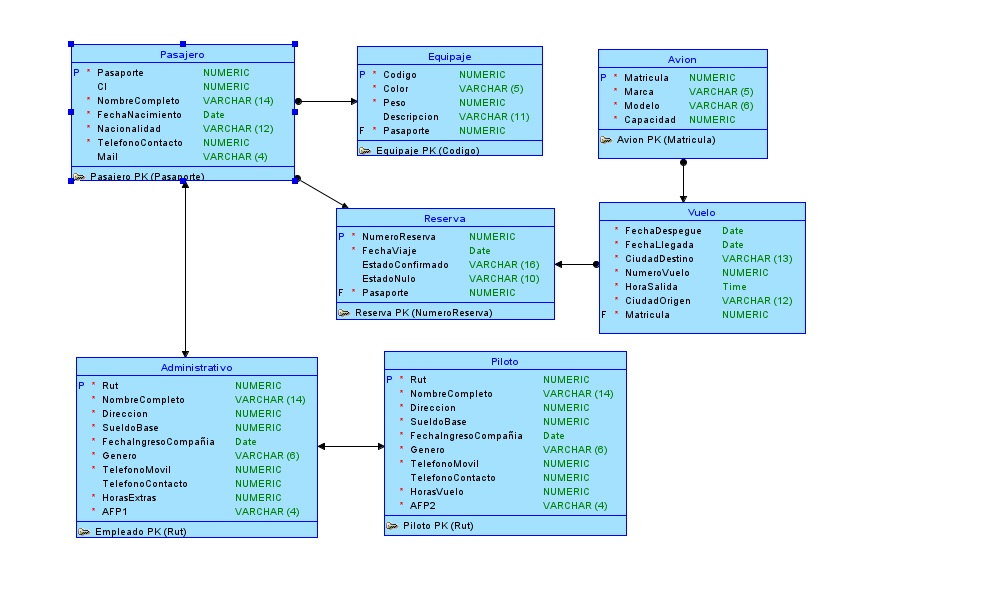 Pasajero
P * Pasaporte NUMERIC
CI NUMERIC
* NombreCompleto VARCHAR (14)
* FechaNacimiento Date
* Nacionalidad VARCHAR (12)
* TelefonoContacto NUMERIC
Mail VARCHAR (4)
Pasajero PK (Pasaporte)
Equipaje
P * Codigo NUMERIC
* Color VARCHAR (5)
* Peso NUMERIC
Descripcion VARCHAR (11)
F * Pasaporte NUMERIC
Equipaje PK (Codigo)
Avion
P * Matricula NUMERIC
* Marca VARCHAR (5)
* Modelo VARCHAR (6)
* Capacidad NUMERIC
Avion PK (Matricula)
Reserva
P * NumeroReserva NUMERIC
* FechaViaje Date
EstadoConfirmado VARCHAR (16)
EstadoNulo VARCHAR (10)
F * Pasaporte NUMERIC
Reserva PK (NumeroReserva)
Vuelo
* FechaDespegue Date
* FechaLlegada Date
* CiudadDestino VARCHAR (13)
* NumeroVuelo NUMERIC
* HoraSalida Time
* CiudadOrigen VARCHAR (12)
F * Matricula NUMERIC
Administrativo
P * Rut NUMERIC
* NombreCompleto VARCHAR (14)
* Direccion NUMERIC
* SueldoBase NUMERIC
* FechaIngresoCompañia Date
* Genero VARCHAR (6)
* TelefonoMovil NUMERIC
TelefonoContacto NUMERIC
* HorasExtras NUMERIC
* AFP1 VARCHAR (4)
Empleado PK (Rut)
Piloto
P * Rut NUMERIC
* NombreCompleto VARCHAR (14)
* Direccion NUMERIC
* SueldoBase NUMERIC
* FechaIngresoCompañia Date
* Genero VARCHAR (6)
* TelefonoMovil NUMERIC
TelefonoContacto NUMERIC
* HorasVuelo NUMERIC
* AFP2 VARCHAR (4)
Piloto PK (Rut)